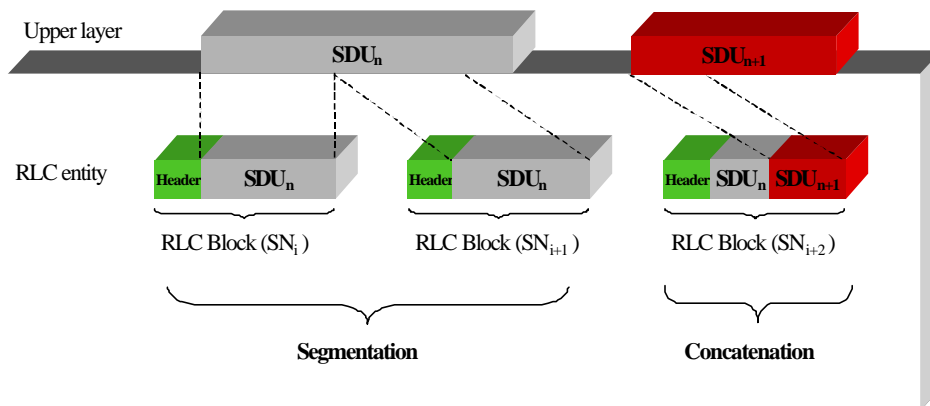 Upper layer
SDUn
SDUn+1
RLC entity
Header
SDUn
Header
SDUn
Header
SDUn
SDUn+1
RLC Block (SNi )
RLC Block (SNi+1 )
RLC Block (SNi+2 )
Segmentation
Concatenation